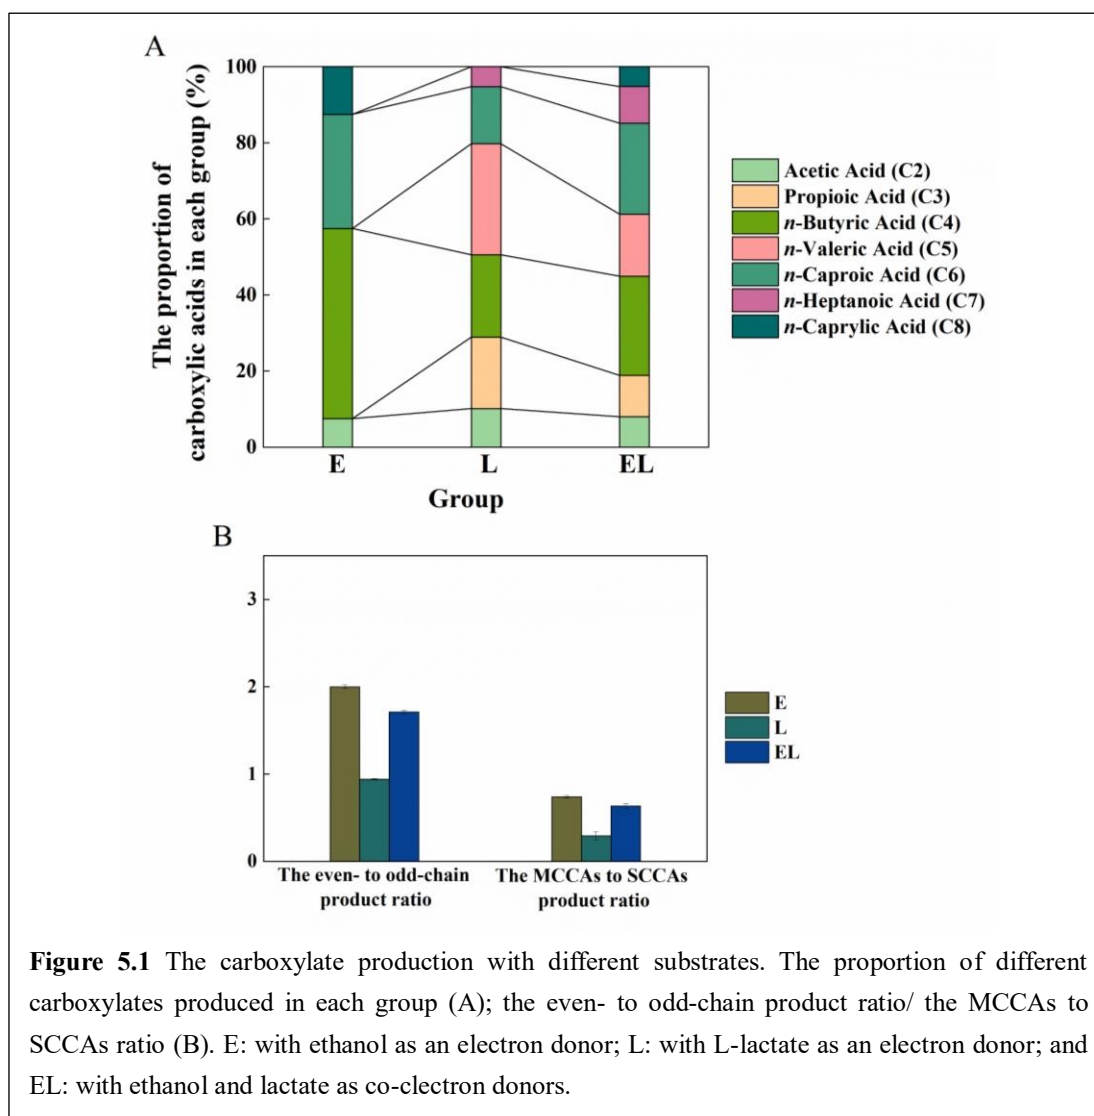 A
The proportion of
carboxylic acids in each group (%)
100
80
60
40
20
0
E L EL
Group
Acetic Acid (C2)
Propioic Acid (C3)
n-Butyric Acid (C4)
n-Valeric Acid (C5)
n-Caproic Acid (C6)
n-Heptanoic Acid (C7)
n-Caprylic Acid (C8)
B
3
2
1
0
The even- to odd-chain
product ratio
The MCCAs to SCCAs
product ratio
E
L
EL
Figure 5.1 The carboxylate production with different substrates. The proportion of different
carboxylates produced in each group (A); the even- to odd-chain product ratio/ the MCCAs to
SCCAs ratio (B). E: with ethanol as an electron donor; L: with L-lactate as an electron donor; and
EL: with ethanol and lactate as co-clectron donors.